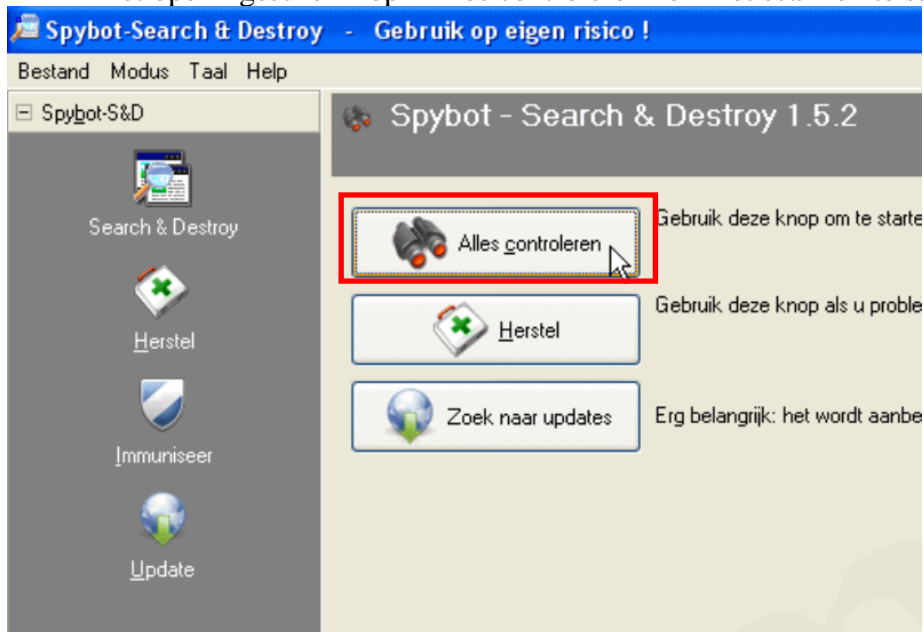 Spybot-Search & Destroy - Gebruik op eigen risico !
Bestand Modus Taal Help
Spybot-S&D
Search & Destroy
Herstel
Immuniseer
Update
Spybot - Search & Destroy 1.5.2
Alles controleren
Gebruik deze knop om te starte
Herstel
Gebruik deze knop als u proble
Zoek naar updates
Erg belangrijk: het wordt aanbe